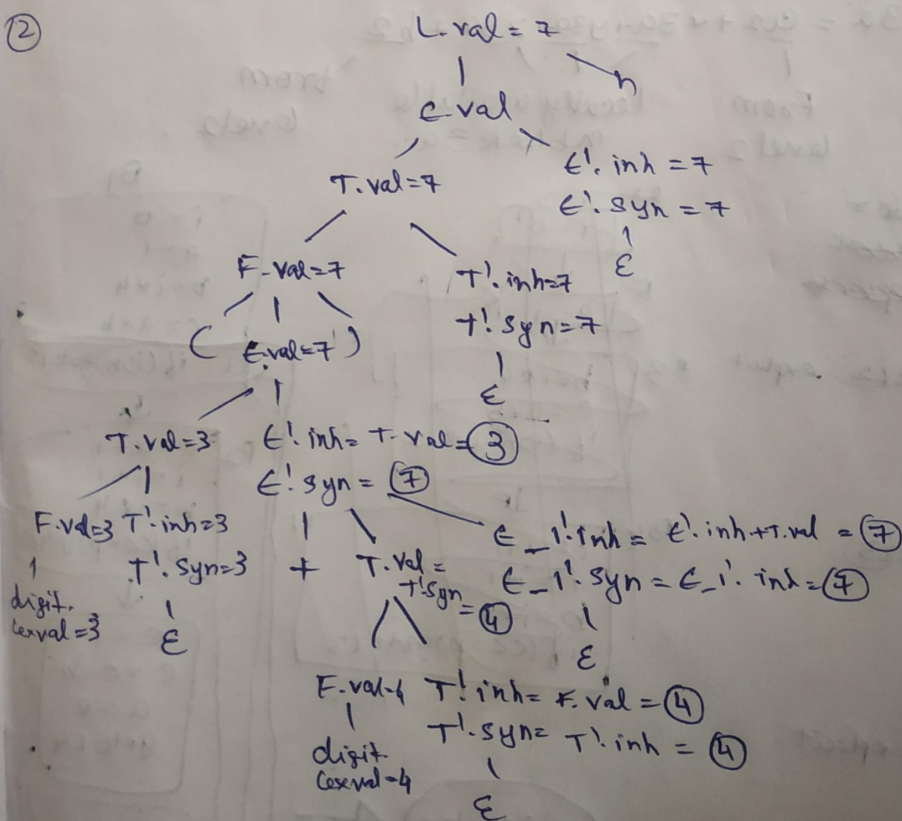 ②
L.val = 7
n
E.val
T.val=7
E'. inh = 7
E'. syn = 7
ε
F.val=7
T'. inh=7
T'. syn=7
ε
( E.val=7 )
T.val=3
E'. inh = T.val = ③
E'. syn = ⑦
F.val=3
T'. inh=3
T'. syn=3
ε
digit.
lexval=3
+
T.val =
T'syn
= ④
E_1'.inh = E'.inh+T.val = ⑦
E_1'. syn = E_1'. inh = ⑦
ε
F.val=4
T'. inh = F.val = ④
T'. syn = T'. inh = ④
ε
digit.
lexval=4